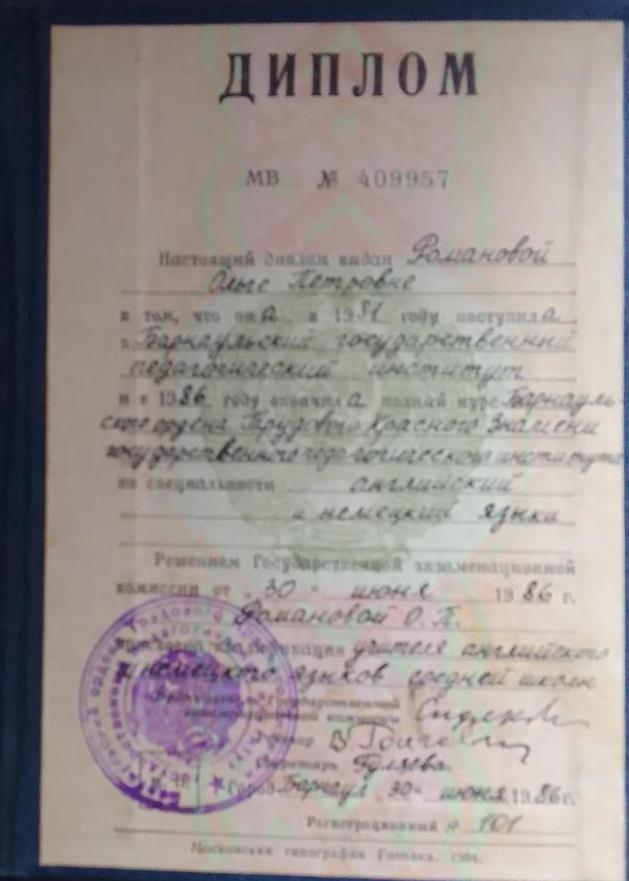 ДИПЛОМ
МВ № 409957
Настоящий диплом выдан Романовой
Ольге Петровне
в том, что она в 1981 году поступила
в Барнаульский государственный
педагогический институт
и в 1986 году окончила полный курс Барнауль-
ского ордена Трудового Красного Знамени
государственного педагогического института
по специальности английский
и немецкий языки
Решением Государственной экзаменационной
комиссии от "30" июня 1986 г.
Романовой О.П.
присвоена квалификация учителя английского
и немецкого языков средней школы
Председатель Государственной
экзаменационной комиссии
Ректор
Секретарь Гуляева
Город Барнаул "30" июня 1986 г.
Регистрационный № 101
Московская типография Гознака. 1984.